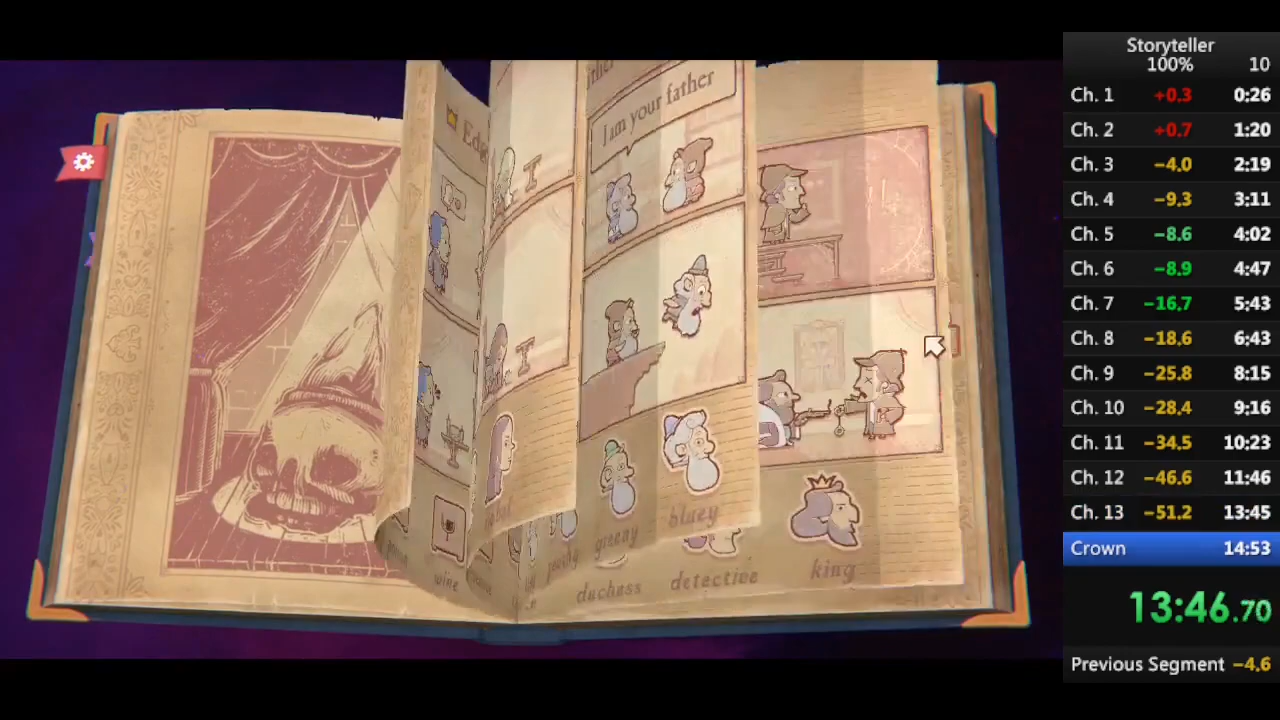 I am your father
wine
greeny
bluey
duchess
detective
king
Storyteller
100% 10
Ch. 1 +0.3 0:26
Ch. 2 +0.7 1:20
Ch. 3 −4.0 2:19
Ch. 4 −9.3 3:11
Ch. 5 −8.6 4:02
Ch. 6 −8.9 4:47
Ch. 7 −16.7 5:43
Ch. 8 −18.6 6:43
Ch. 9 −25.8 8:15
Ch. 10 −28.4 9:16
Ch. 11 −34.5 10:23
Ch. 12 −46.6 11:46
Ch. 13 −51.2 13:45
Crown 14:53
13:46.70
Previous Segment −4.6